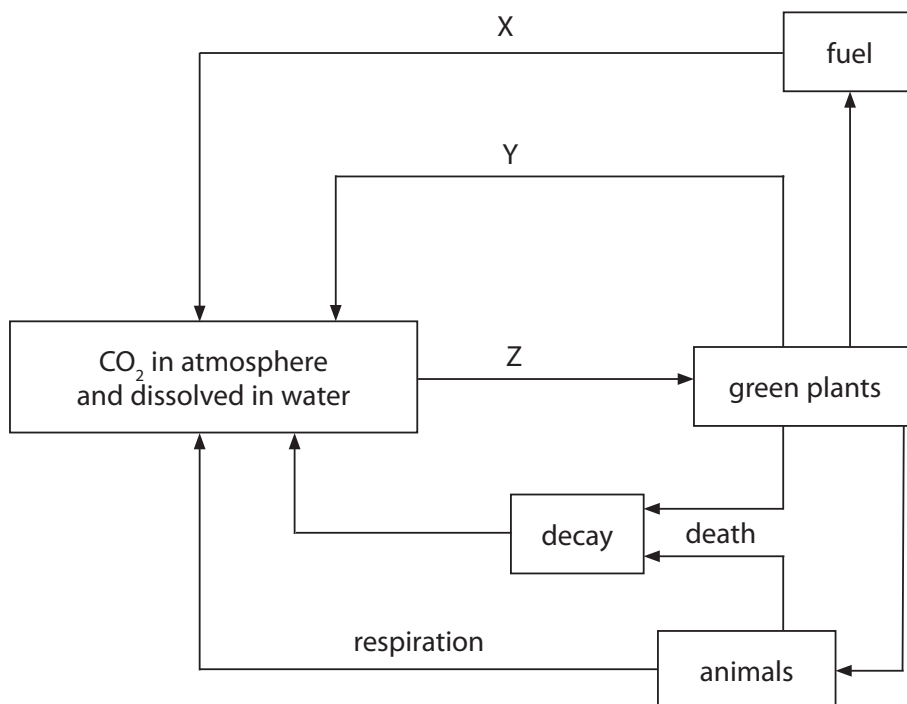 X
fuel
Y
CO₂ in atmosphere
and dissolved in water
Z
green plants
decay
death
respiration
animals